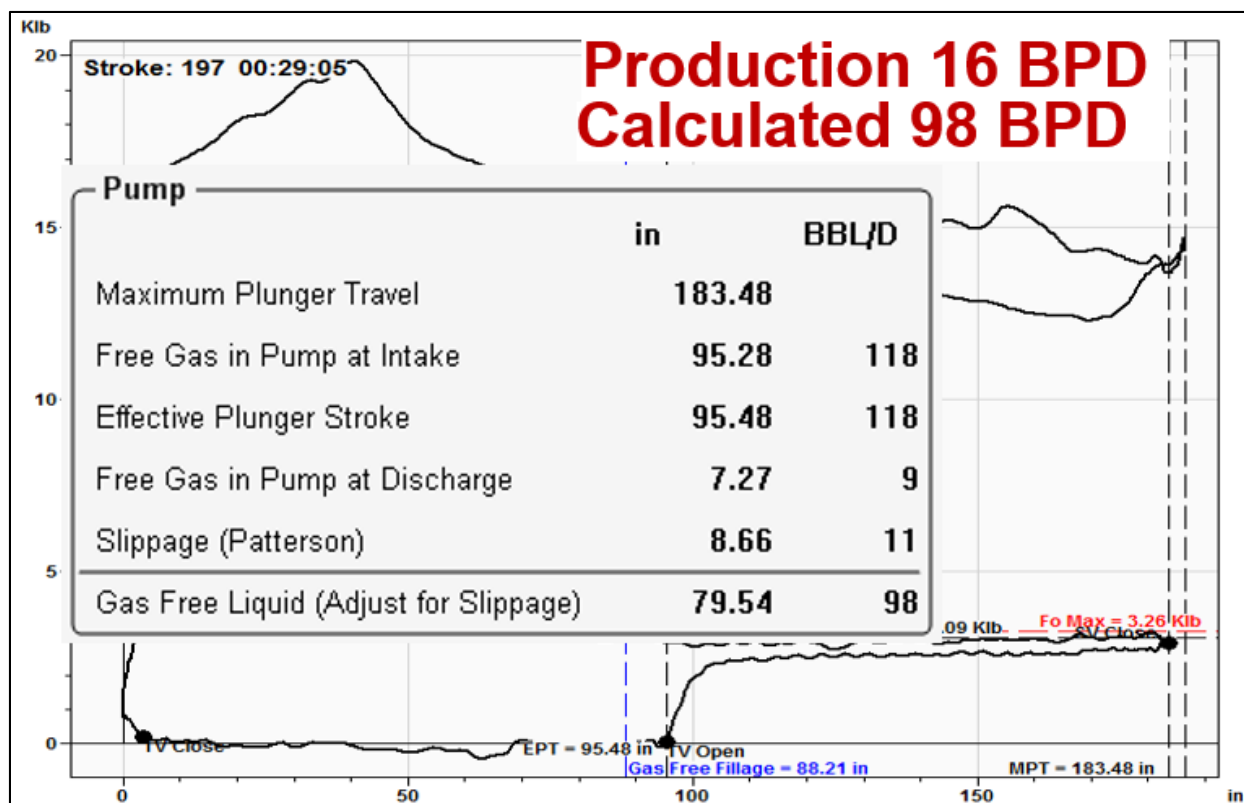 Klb
Production 16 BPD
Calculated 98 BPD
Stroke: 197 00:29:05
20
15
10
5
0
Pump
in BBL/D
Maximum Plunger Travel 183.48
Free Gas in Pump at Intake 95.28 118
Effective Plunger Stroke 95.48 118
Free Gas in Pump at Discharge 7.27 9
Slippage (Patterson) 8.66 11
Gas Free Liquid (Adjust for Slippage) 79.54 98
.09 Klb
Fo Max = 3.26 Klb
SV Close
TV Close
EPT = 95.48 in
TV Open
Gas Free Fillage = 88.21 in
MPT = 183.48 in
0 50 100 150 in